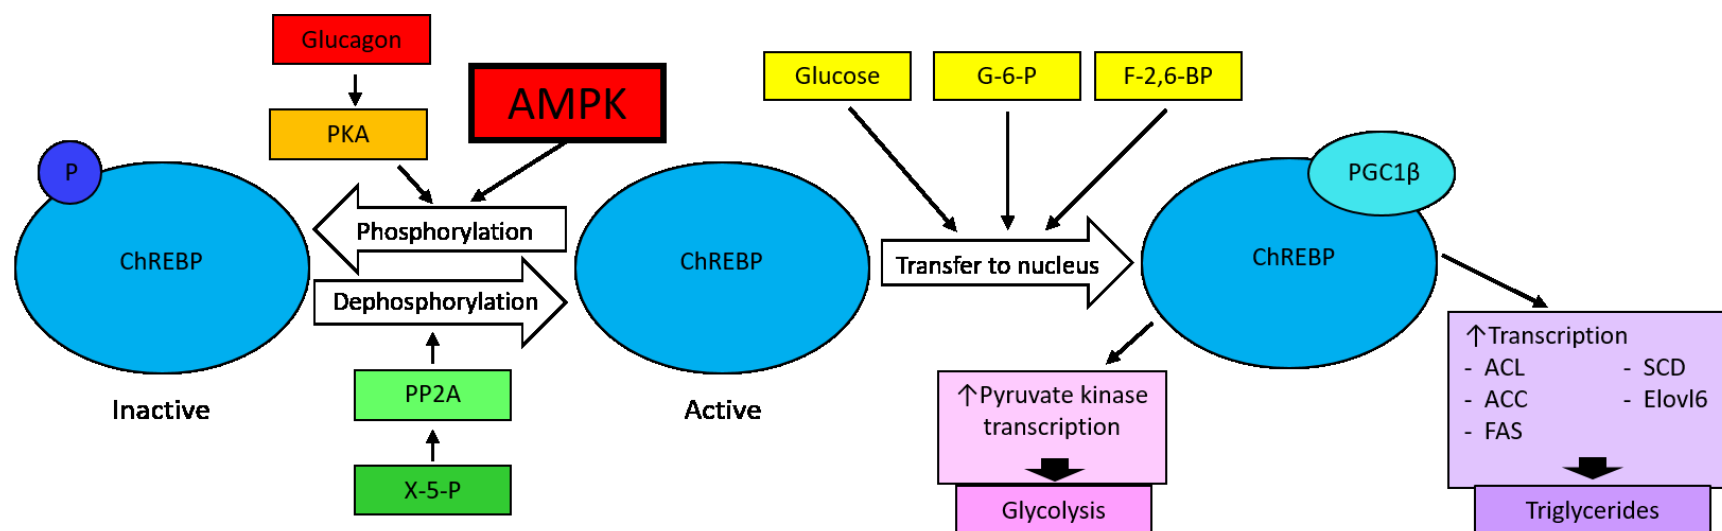 Glucagon
PKA
AMPK
P
ChREBP
Phosphorylation
Dephosphorylation
PP2A
X-5-P
Inactive
ChREBP
Active
Glucose
G-6-P
F-2,6-BP
Transfer to nucleus
PGC1β
ChREBP
↑Pyruvate kinase
transcription
Glycolysis
↑Transcription
- ACL
- ACC
- FAS
- SCD
- Elovl6
Triglycerides